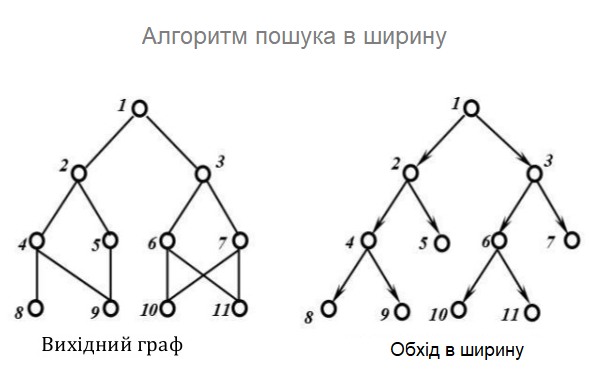 Алгоритм пошука в ширину
1 1
2 3 2 3
4 5 6 7 4 5 6 7
8 9 10 11 8 9 10 11
Вихідний граф
Обхід в ширину